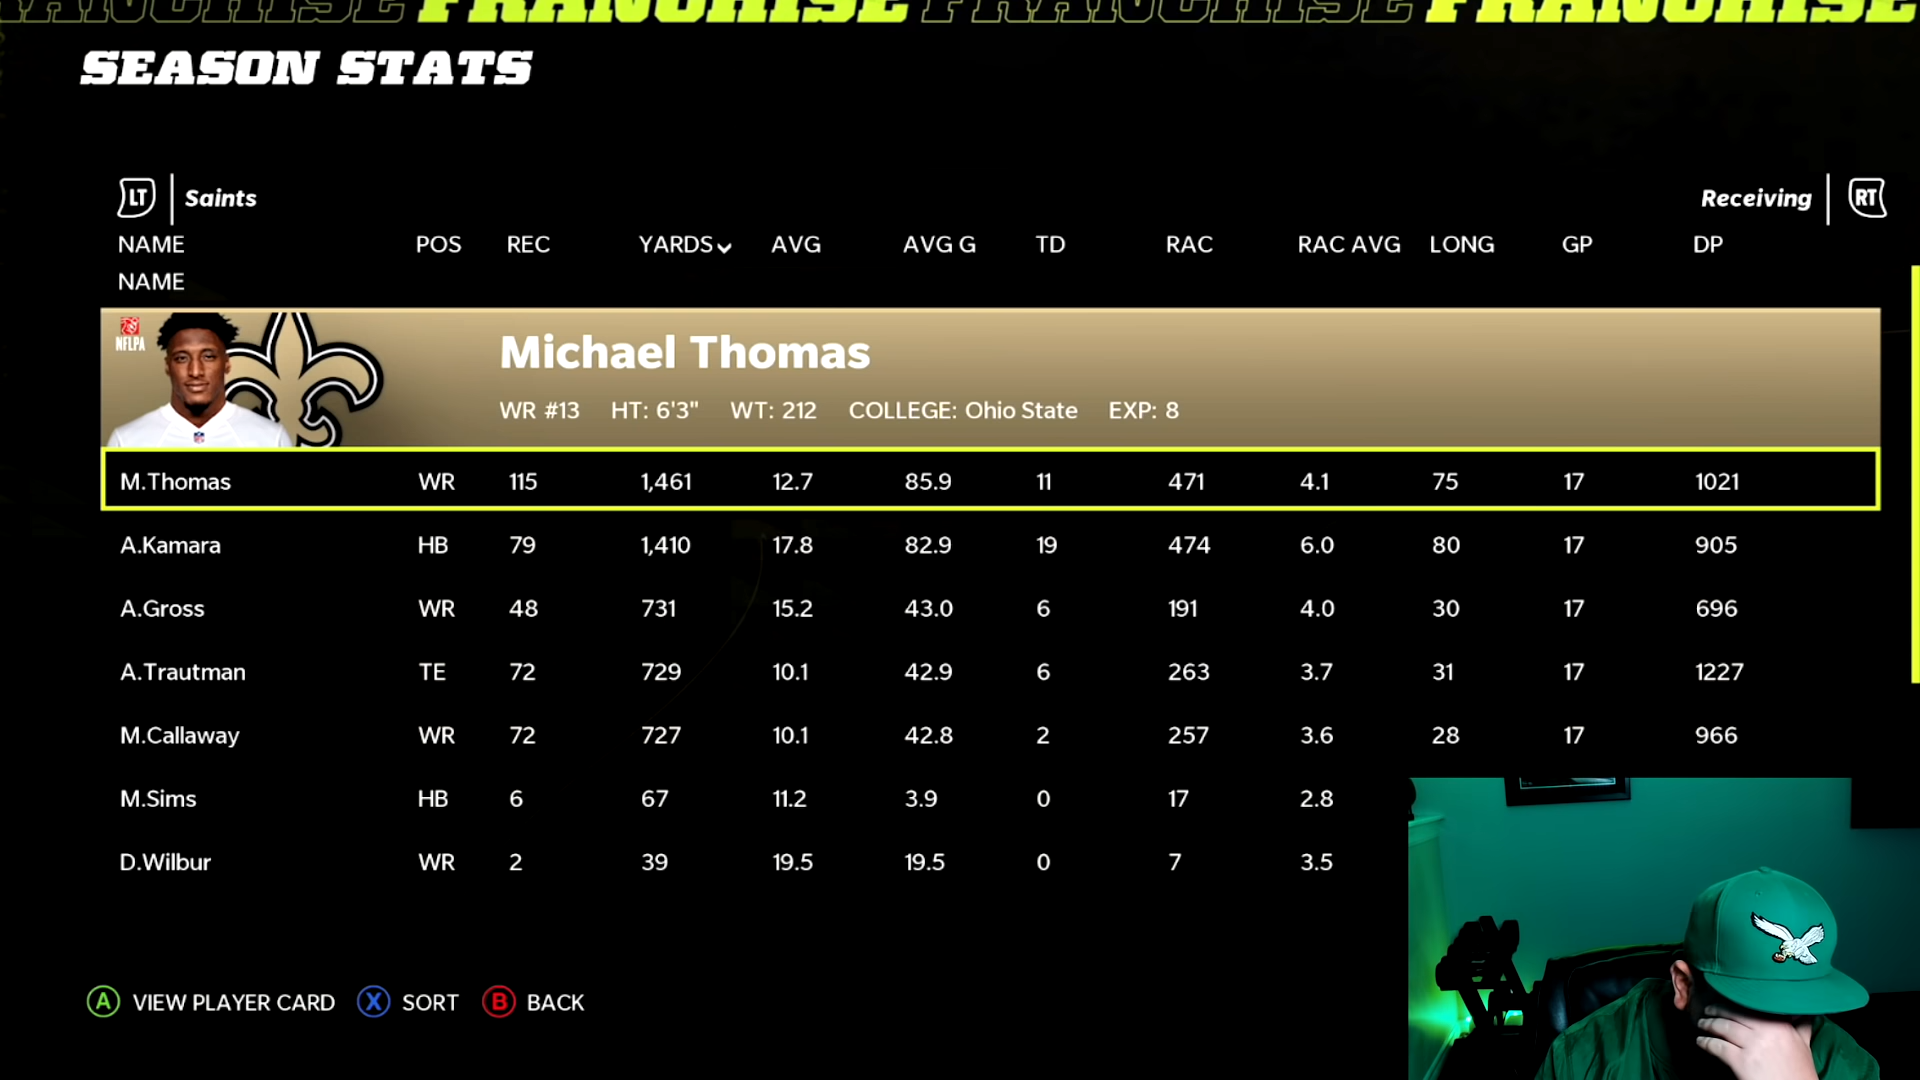 FRANCHISE FRANCHISE FRANCHISE FRANCHISE
SEASON STATS
LT Saints Receiving RT
NAME POS REC YARDS AVG AVG G TD RAC RAC AVG LONG GP DP
NAME
NFLPA
Michael Thomas
WR #13 HT: 6'3" WT: 212 COLLEGE: Ohio State EXP: 8
M.Thomas WR 115 1,461 12.7 85.9 11 471 4.1 75 17 1021
A.Kamara HB 79 1,410 17.8 82.9 19 474 6.0 80 17 905
A.Gross WR 48 731 15.2 43.0 6 191 4.0 30 17 696
A.Trautman TE 72 729 10.1 42.9 6 263 3.7 31 17 1227
M.Callaway WR 72 727 10.1 42.8 2 257 3.6 28 17 966
M.Sims HB 6 67 11.2 3.9 0 17 2.8
D.Wilbur WR 2 39 19.5 19.5 0 7 3.5
A VIEW PLAYER CARD X SORT B BACK